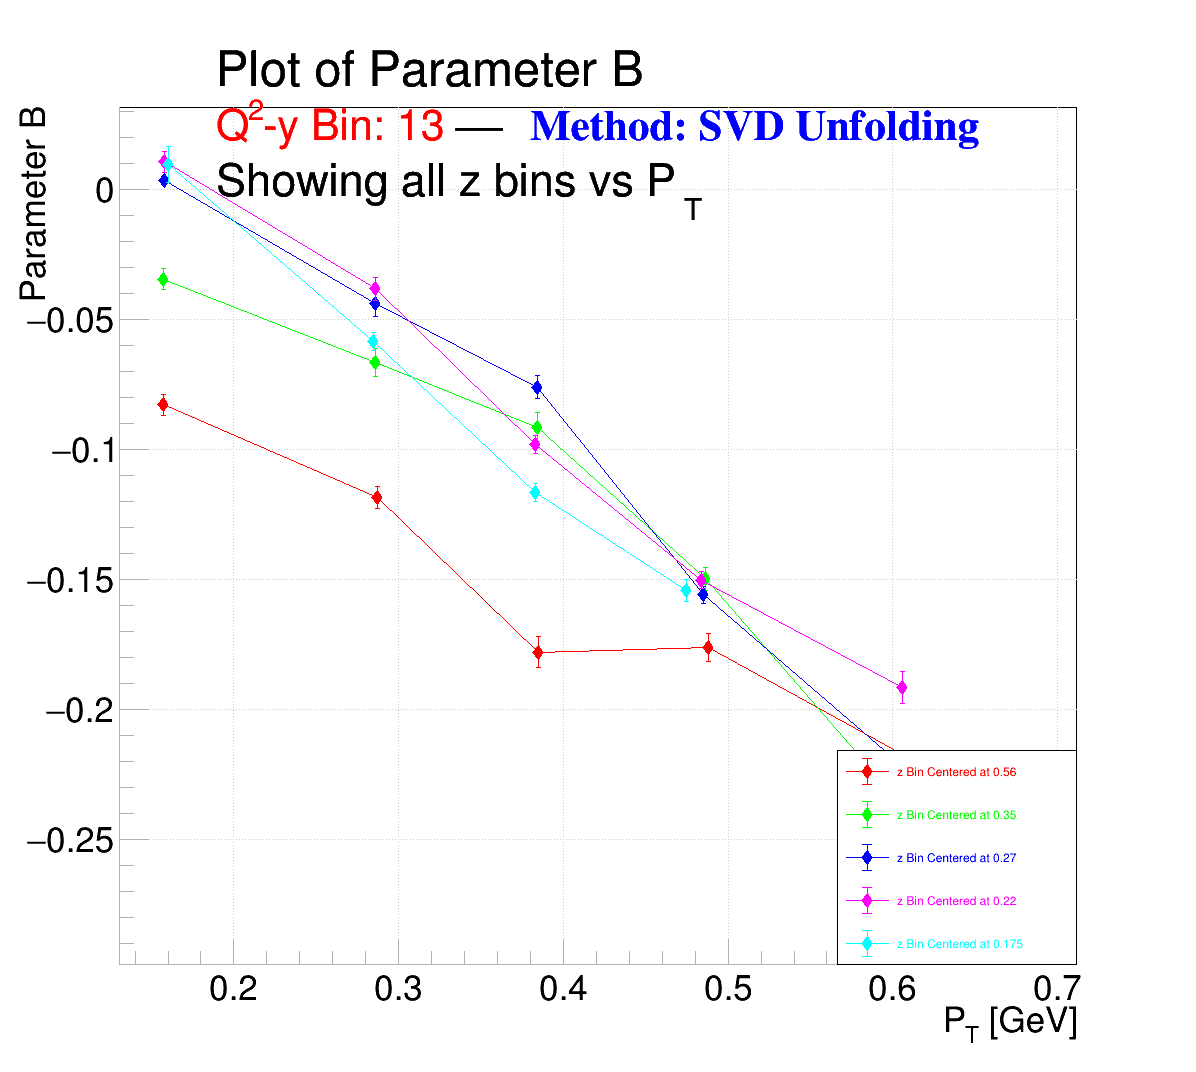 Plot of Parameter B
Q²-y Bin: 13 — Method: SVD Unfolding
Showing all z bins vs P_T
Parameter B
0
−0.05
−0.1
−0.15
−0.2
−0.25
z Bin Centered at 0.56
z Bin Centered at 0.35
z Bin Centered at 0.27
z Bin Centered at 0.22
z Bin Centered at 0.175
0.2 0.3 0.4 0.5 0.6 0.7
P_T [GeV]